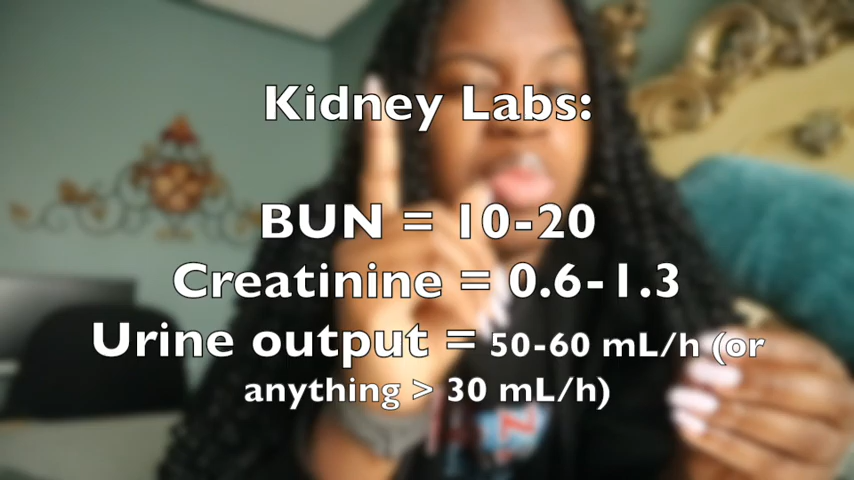 Kidney Labs:
BUN = 10-20
Creatinine = 0.6-1.3
Urine output = 50-60 mL/h (or
anything > 30 mL/h)